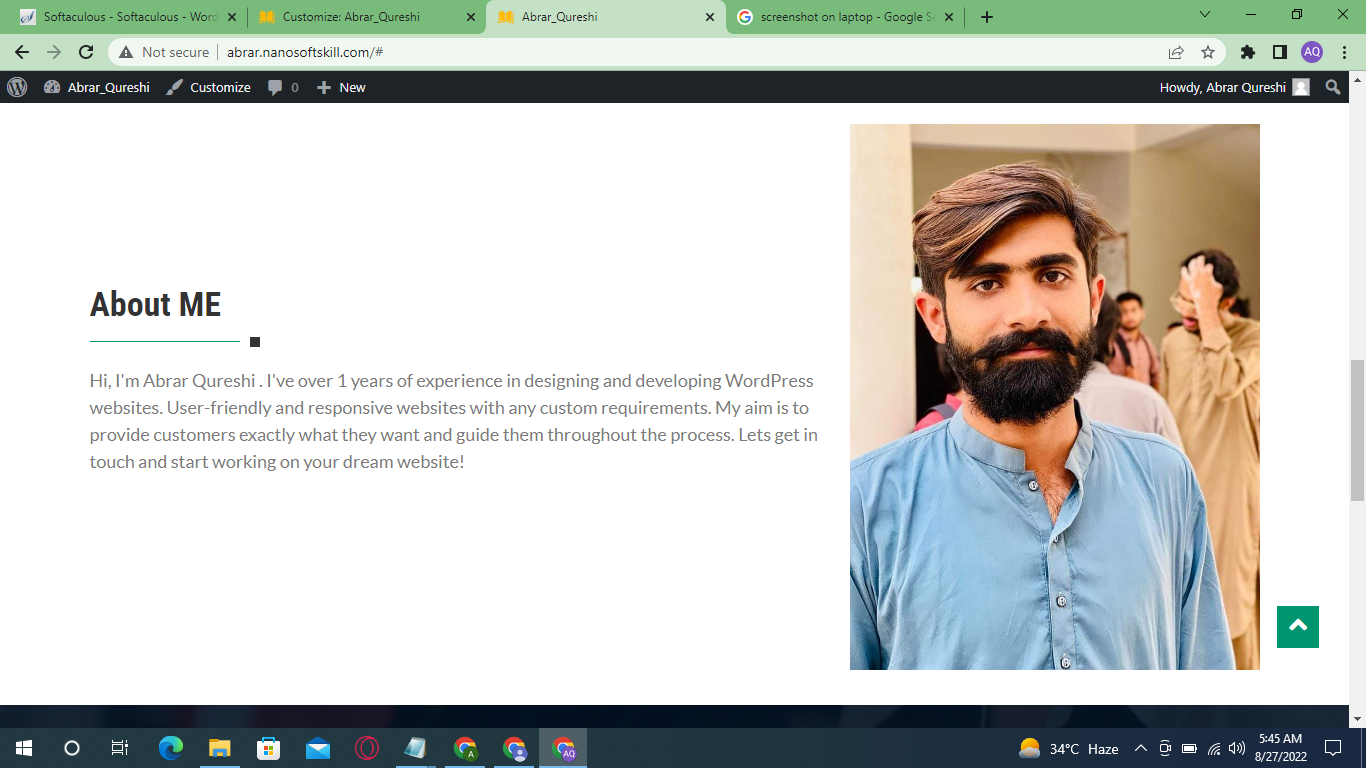 Softaculous - Softaculous - Word
Customize: Abrar_Qureshi
Abrar_Qureshi
screenshot on laptop - Google Se
Not secure
abrar.nanosoftskill.com/#
AQ
Abrar_Qureshi
Customize
0
New
Howdy, Abrar Qureshi
About ME
Hi, I'm Abrar Qureshi . I've over 1 years of experience in designing and developing WordPress
websites. User-friendly and responsive websites with any custom requirements. My aim is to
provide customers exactly what they want and guide them throughout the process. Lets get in
touch and start working on your dream website!
A
AQ
34°C Haze
5:45 AM
8/27/2022